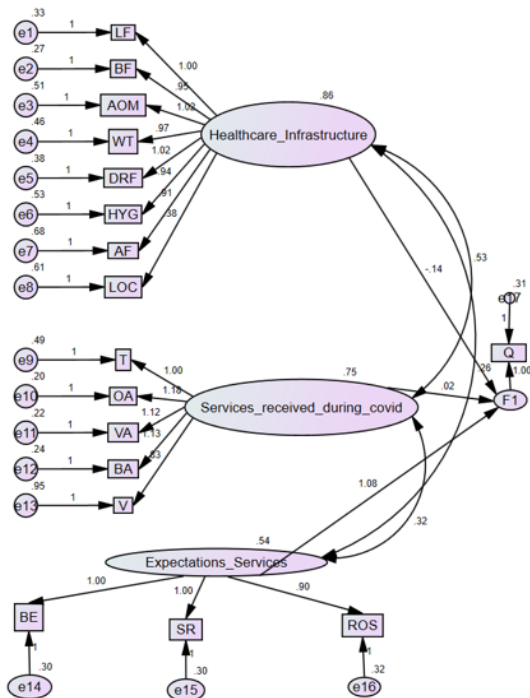 .33
e1 1 LF
.27
e2 1 BF
.51
e3 1 AOM
.46
e4 1 WT
.38
e5 1 DRF
.53
e6 1 HYG
.68
e7 1 AF
.61
e8 1 LOC
1.00
.95
1.02
.97
1.02
.94
.91
.38
.86
Healthcare_Infrastructure
-.14
.53
.26
.31
e17
1
Q
1.00
F1
.49
e9 1 T
.20
e10 1 OA
.22
e11 1 VA
.24
e12 1 BA
.95
e13 1 V
1.00
1.18
1.12
1.13
.83
.75
Services_received_during_covid
.02
1.08
.32
.54
Expectations_Services
1.00
1.00
.90
BE
SR
ROS
1
1
1
.30
e14
.30
e15
.32
e16